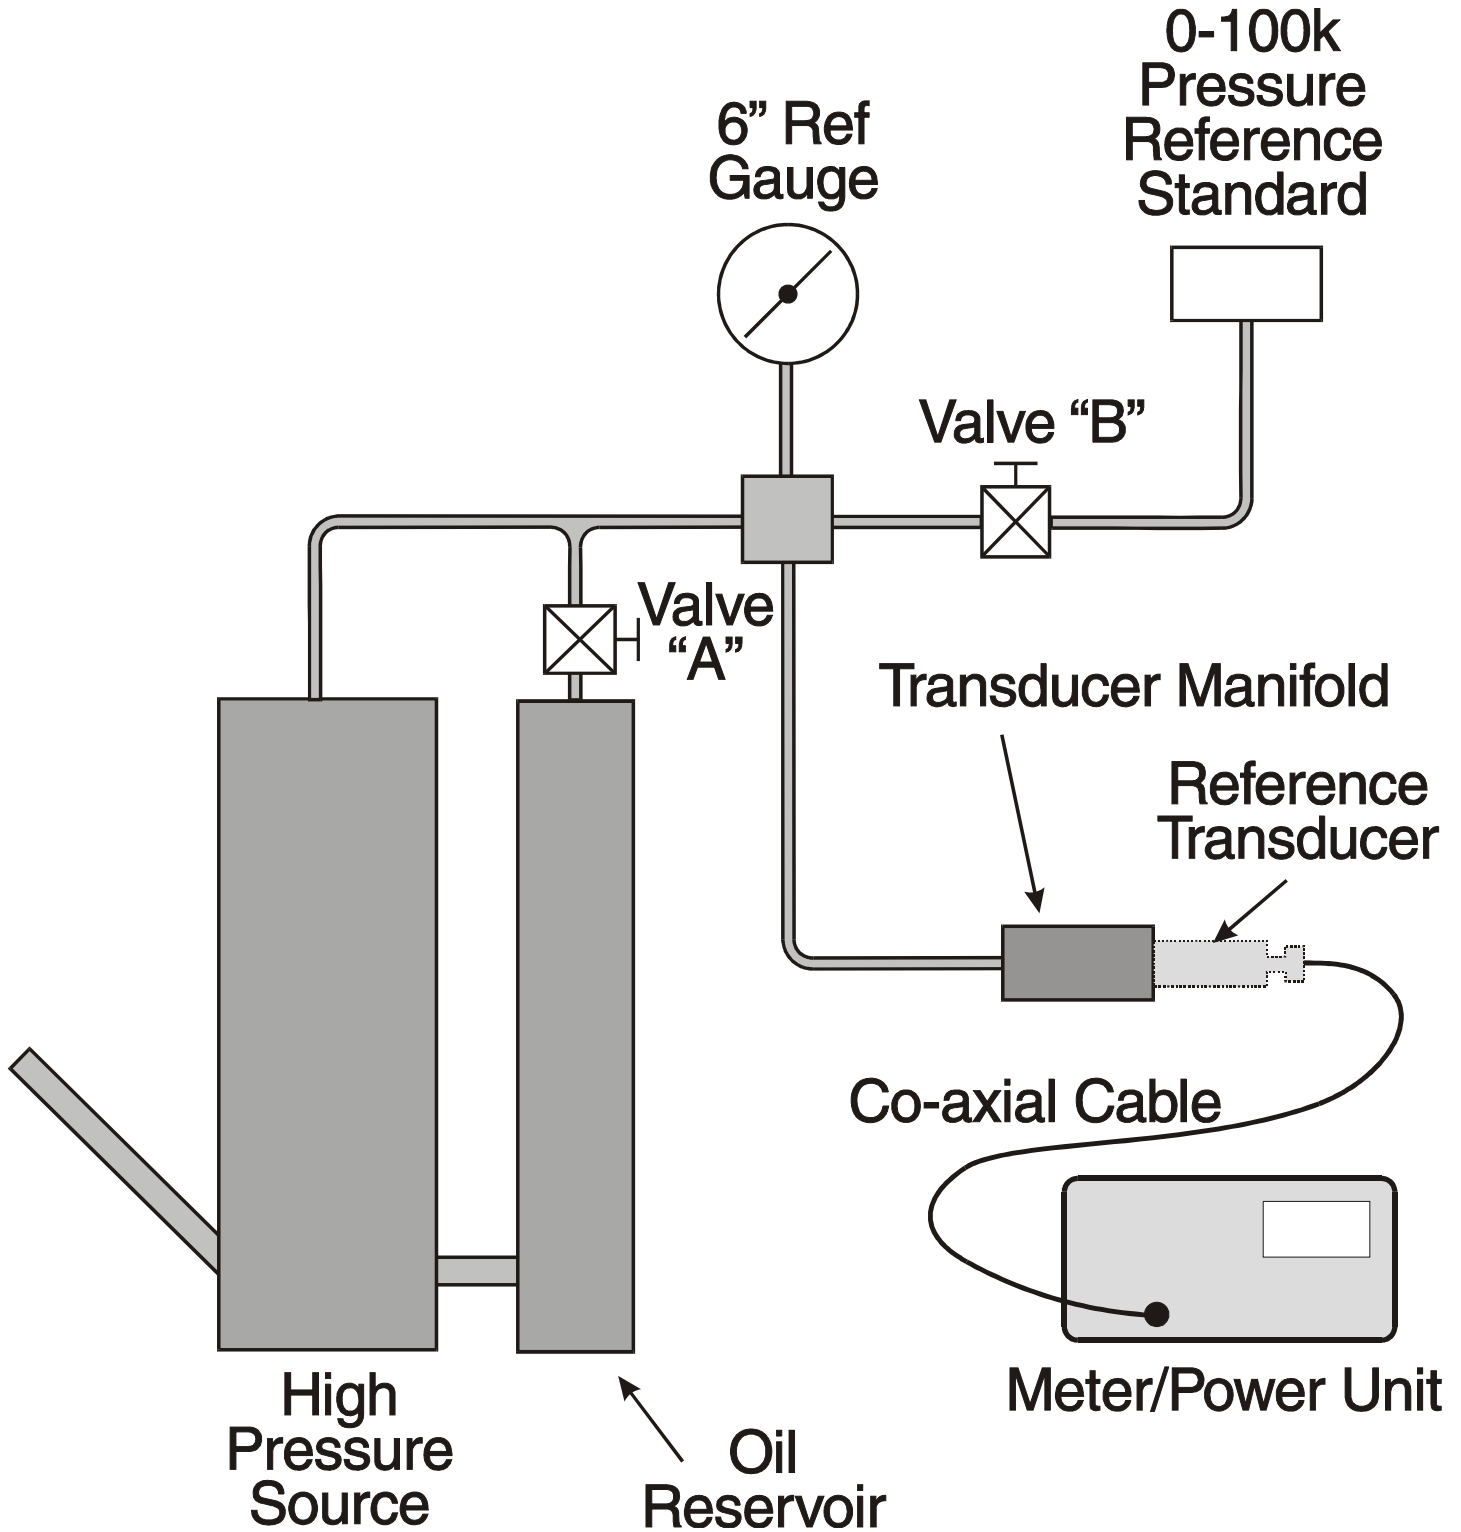 0-100k
Pressure
Reference
Standard
6” Ref
Gauge
Valve “B”
Valve
“A”
Transducer Manifold
Reference
Transducer
Co-axial Cable
Meter/Power Unit
High
Pressure
Source
Oil
Reservoir